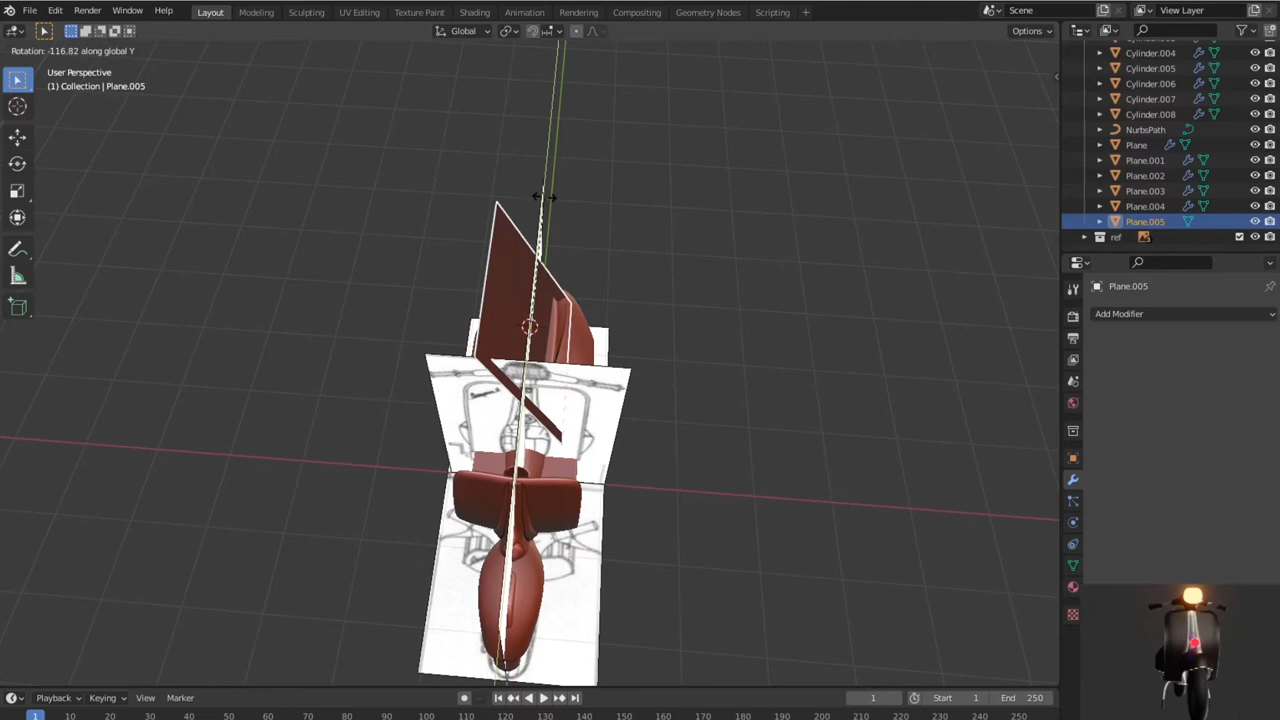 File Edit Render Window Help
Layout Modeling Sculpting UV Editing Texture Paint Shading Animation Rendering Compositing Geometry Nodes Scripting +
Scene
View Layer
Global
Options
Rotation: -116.82 along global Y
User Perspective
(1) Collection | Plane.005
Cylinder.004
Cylinder.005
Cylinder.006
Cylinder.007
Cylinder.008
NurbsPath
Plane
Plane.001
Plane.002
Plane.003
Plane.004
Plane.005
ref
Plane.005
Add Modifier
Playback Keying View Marker
1 Start 1 End 250
1 10 20 30 40 50 60 70 80 90 100 110 120 130 140 150 160 170 180 190 200 210 220 230 240 250